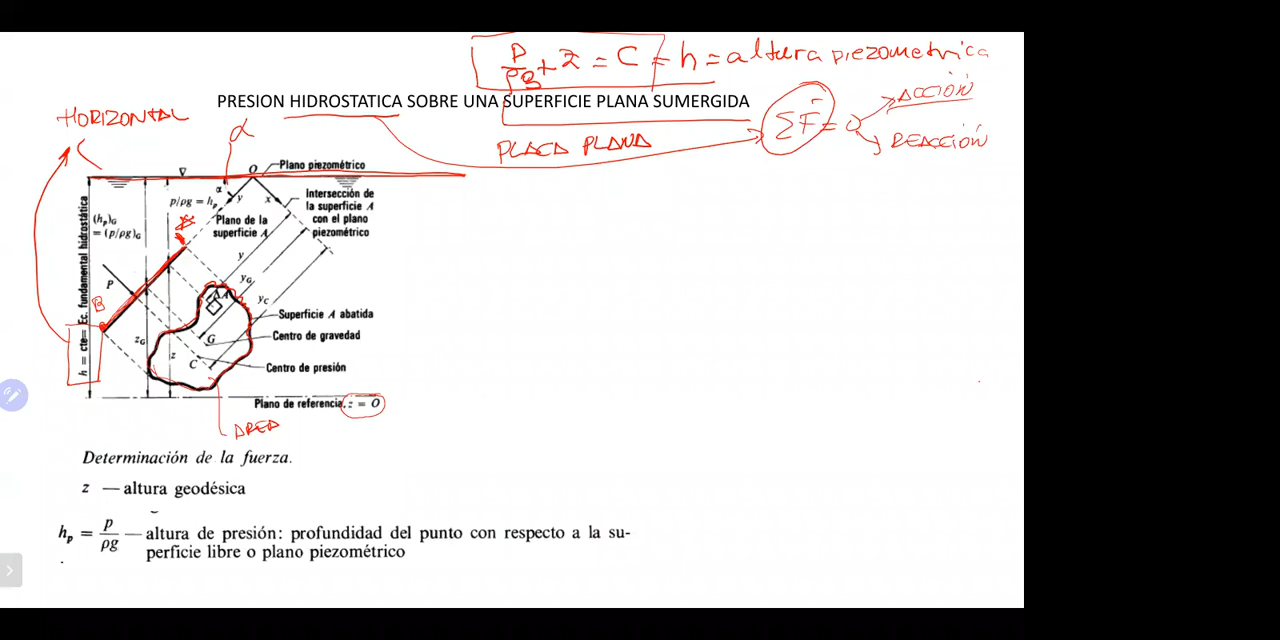 P/ρg + z = C = h = altura piezometrica
PRESION HIDROSTATICA SOBRE UNA SUPERFICIE PLANA SUMERGIDA
ΣF = 0
ACCIÓN
REACCIÓN
PLACA PLANA
HORIZONTAL
α
O
Plano piezométrico
α
y
x
p/ρg = hp
Intersección de
la superficie A
con el plano
piezométrico
(hp)G
= (p/ρg)G
Plano de la
superficie A
h = cte= Ec. fundamental hidrostática
P
B
y
yG
yC
Superficie A abatida
G
Centro de gravedad
zG
z
C
Centro de presión
Plano de referencia, z = O
AREA
Determinación de la fuerza.
z — altura geodésica
hp = p/ρg — altura de presión: profundidad del punto con respecto a la su-
perficie libre o plano piezométrico